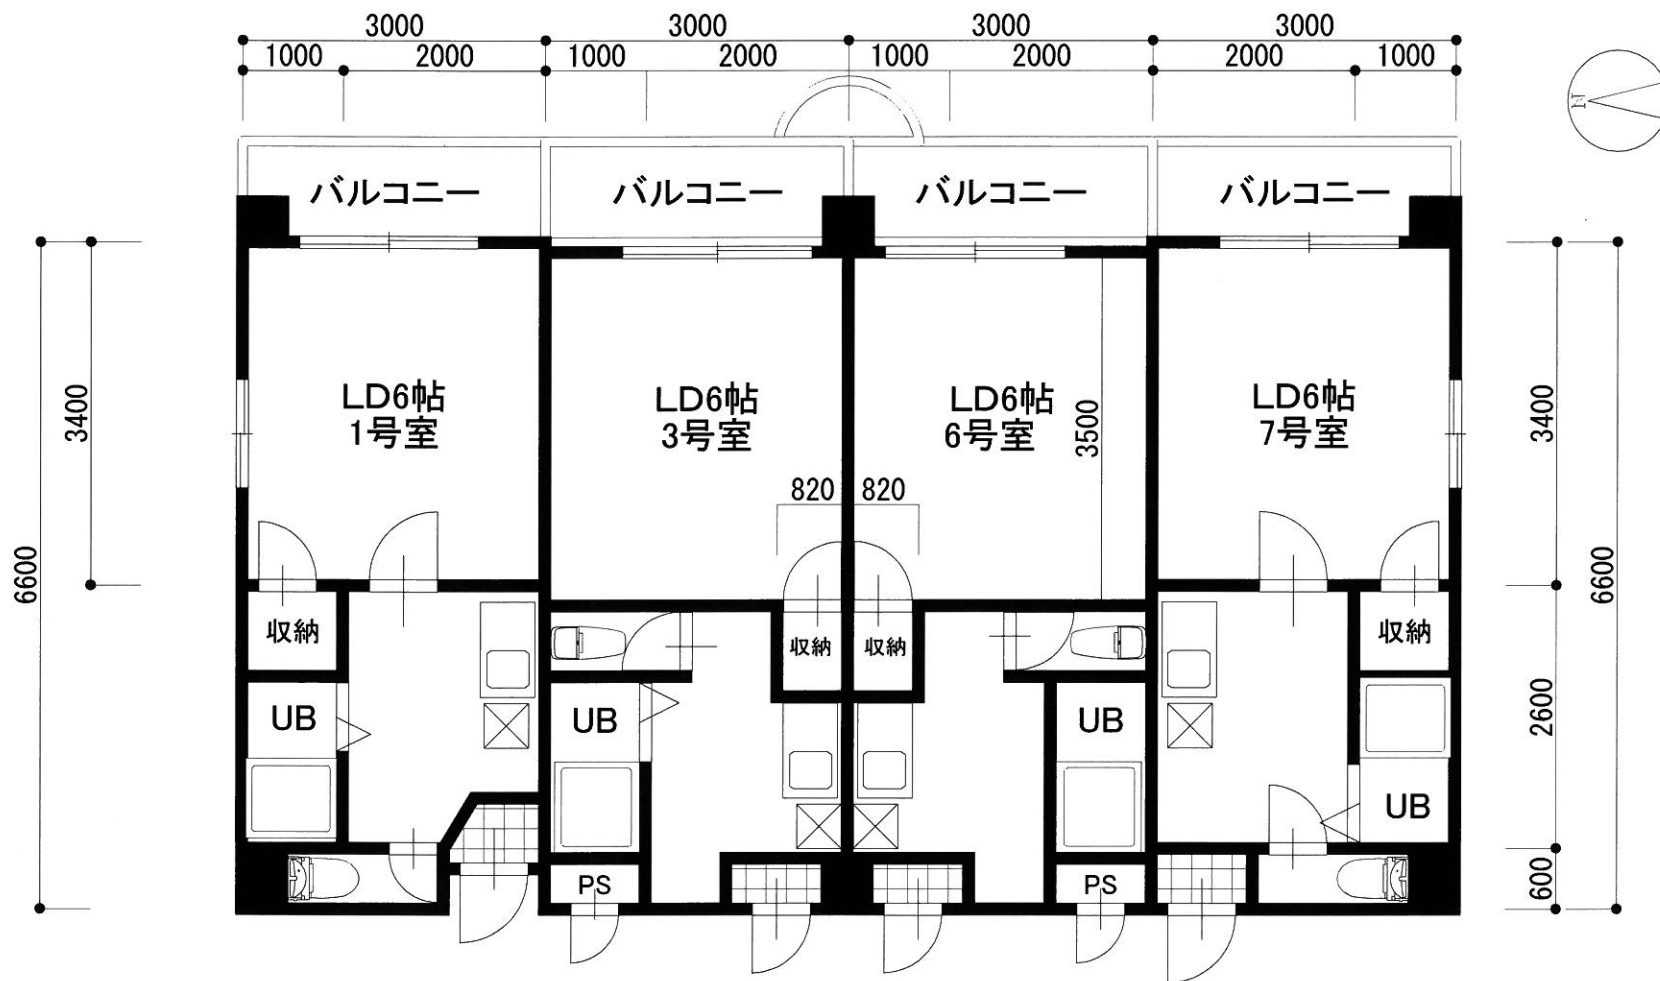 3000 3000 3000 3000
1000 2000 1000 2000 1000 2000 2000 1000
N
バルコニー バルコニー バルコニー バルコニー
LD6帖
1号室
LD6帖
3号室
LD6帖
6号室
LD6帖
7号室
3400
6600
3500
3400
6600
820 820
収納 収納 収納 収納
2600
UB UB UB UB
PS PS
600